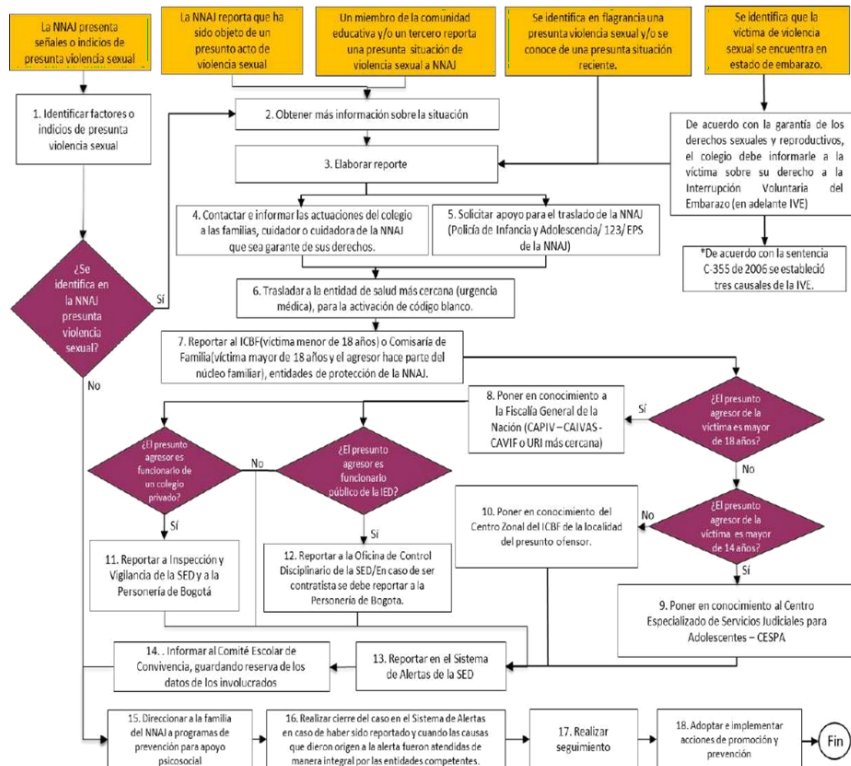 La NNAJ presenta
señales o indicios de
presunta violencia sexual
La NNAJ reporta que ha
sido objeto de un
presunto acto de
violencia sexual
Un miembro de la comunidad
educativa y/o un tercero reporta
una presunta situación de
violencia sexual a NNAJ
Se identifica en flagrancia una
presunta violencia sexual y/o se
conoce de una presunta situación
reciente.
Se identifica que la
víctima de violencia
sexual se encuentra en
estado de embarazo.
1. Identificar factores o
indicios de presunta
violencia sexual
2. Obtener más información sobre la situación
3. Elaborar reporte
De acuerdo con la garantía de los
derechos sexuales y reproductivos,
el colegio debe informarle a la
víctima sobre su derecho a la
Interrupción Voluntaria del
Embarazo (en adelante IVE)
4. Contactar e informar las actuaciones del colegio
a las familias, cuidador o cuidadora de la NNAJ
que sea garante de sus derechos.
5. Solicitar apoyo para el traslado de la NNAJ
(Policía de Infancia y Adolescencia/ 123/ EPS
de la NNAJ)
*De acuerdo con la sentencia
C-355 de 2006 se estableció
tres causales de la IVE.
¿Se
identifica en
la NNAJ
presunta
violencia
sexual?
Sí
No
6. Trasladar a la entidad de salud más cercana (urgencia
médica), para la activación de código blanco.
7. Reportar al ICBF(víctima menor de 18 años) o Comisaría de
Familia(víctima mayor de 18 años y el agresor hace parte del
núcleo familiar), entidades de protección de la NNAJ.
8. Poner en conocimiento a
la Fiscalía General de la
Nación (CAPIV – CAIVAS -
CAVIF o URI más cercana)
Sí
¿El presunto
agresor de la
víctima es mayor
de 18 años?
No
¿El presunto
agresor es
funcionario de
un colegio
privado?
No
¿El presunto
agresor es
funcionario
público de la IED?
Sí
Sí
10. Poner en conocimiento del
Centro Zonal del ICBF de la localidad
del presunto ofensor.
No
¿El presunto
agresor de la
víctima es mayor
de 14 años?
Sí
11. Reportar a Inspección y
Vigilancia de la SED y a la
Personería de Bogotá
12. Reportar a la Oficina de Control
Disciplinario de la SED/En caso de ser
contratista se debe reportar a la
Personería de Bogota.
9. Poner en conocimiento al Centro
Especializado de Servicios Judiciales para
Adolescentes – CESPA
14. . Informar al Comité Escolar de
Convivencia, guardando reserva de los
datos de los involucrados
13. Reportar en el Sistema
de Alertas de la SED
15. Direccionar a la familia
del NNAJ a programas de
prevención para apoyo
psicosocial
16. Realizar cierre del caso en el Sistema de Alertas
en caso de haber sido reportado y cuando las causas
que dieron origen a la alerta fueron atendidas de
manera integral por las entidades competentes.
17. Realizar
seguimiento
18. Adoptar e implementar
acciones de promoción y
prevención
Fin